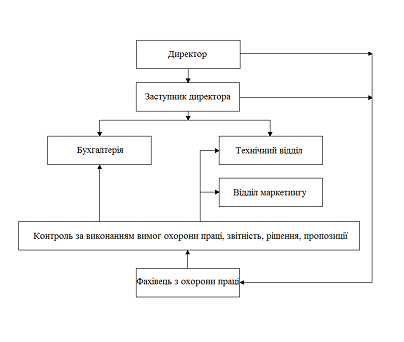 Директор
Заступник директора
Бухгалтерія
Технічний відділ
Відділ маркетингу
Контроль за виконанням вимог охорони праці, звітність, рішення, пропозиції
Фахівець з охорони праці